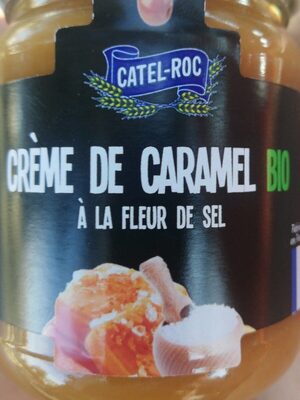 CATEL-ROC
CRÈME DE CARAMEL BIO
À LA FLEUR DE SEL